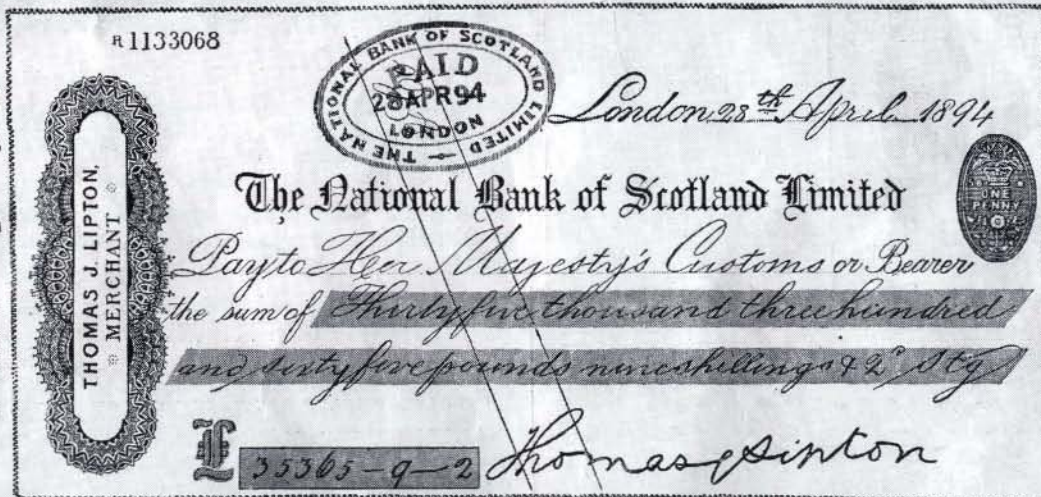 R 1133068
THE NATIONAL BANK OF SCOTLAND LIMITED
PAID
28 APR 94
LONDON
London 28th April 1894
THOMAS J. LIPTON,
MERCHANT
The National Bank of Scotland Limited
ONE
PENNY
Pay to Her Majesty's Customs or Bearer
the sum of Thirty five thousand three hundred
and sixty five pounds nine shillings & 2d Stg
£ 35365-9-2 Thomas J Lipton